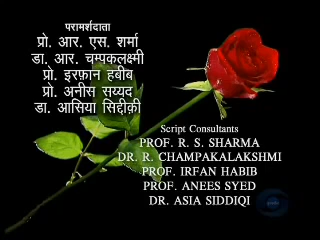 परामर्शदाता
प्रो. आर. एस. शर्मा
डा. आर. चम्पकलक्ष्मी
प्रो. इरफ़ान हबीब
प्रो. अनीस सय्यद
डा. आसिया सिद्दीक़ी
Script Consultants
PROF. R. S. SHARMA
DR. R. CHAMPAKALAKSHMI
PROF. IRFAN HABIB
PROF. ANEES SYED
DR. ASIA SIDDIQI